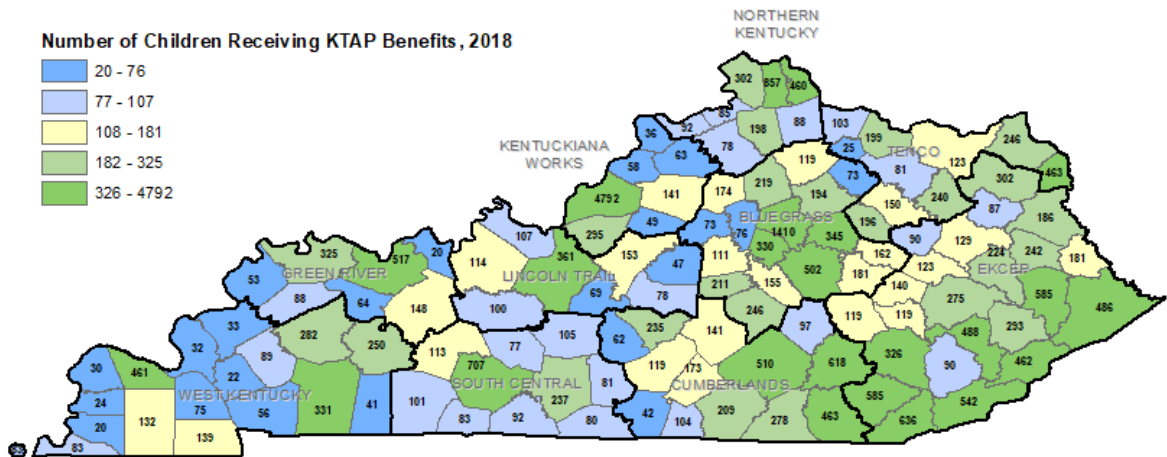 NORTHERN
KENTUCKY
Number of Children Receiving KTAP Benefits, 2018
20 - 76
77 - 107
108 - 181
182 - 325
326 - 4792
302 857 460
36 92 85 198 88 103 199 246
KENTUCKIANA
WORKS
58 63 78 119 25 TENCO 123
141 174 219 73 81 302 463
4792 194 150 240 87
49 73 76 BLUEGRASS 196 186
107 295 1410 345 90 129
325 517 20 361 153 330 162 224 242 181
114 47 111 502 123 EKCEP
53 GREEN RIVER LINCOLN TRAIL 181
88 64 69 211 155 140 275 585 486
148 100 78 246
33 105 235 141 97 119 119 293
282 62 488
32 89 250 113 77 326
30 461 22 707 119 173 510 618 90 462
WEST KENTUCKY SOUTH CENTRAL 81 CUMBERLANDS
24 75 56 331 41 101 237 585 542
20 132 83 92 80 42 104 209 278 463 636
139
83